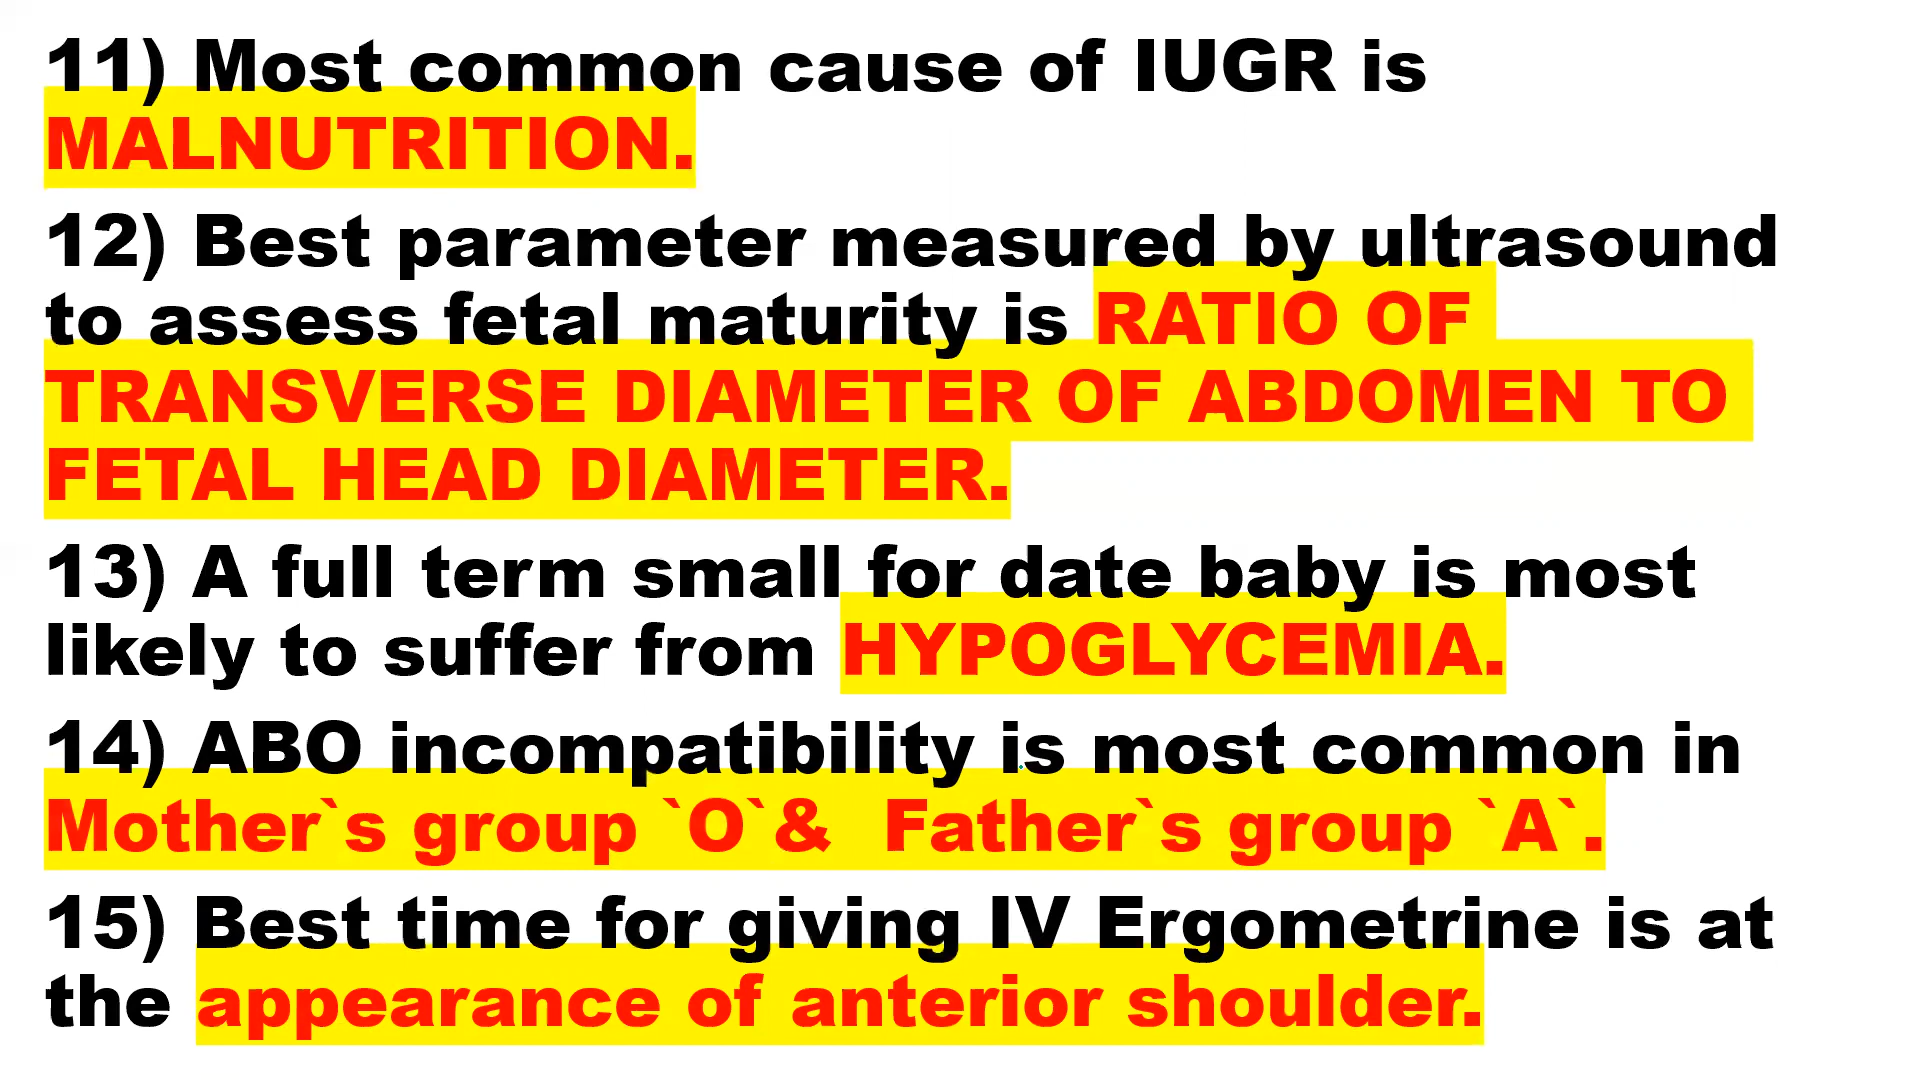 11) Most common cause of IUGR is
MALNUTRITION.
12) Best parameter measured by ultrasound
to assess fetal maturity is RATIO OF
TRANSVERSE DIAMETER OF ABDOMEN TO
FETAL HEAD DIAMETER.
13) A full term small for date baby is most
likely to suffer from HYPOGLYCEMIA.
14) ABO incompatibility is most common in
Mother`s group `O`&  Father`s group `A`.
15) Best time for giving IV Ergometrine is at
the appearance of anterior shoulder.